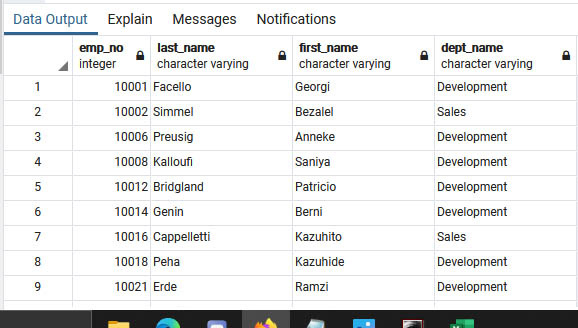 Data Output Explain Messages Notifications
emp_no last_name first_name dept_name
integer character varying character varying character varying
1 10001 Facello Georgi Development
2 10002 Simmel Bezalel Sales
3 10006 Preusig Anneke Development
4 10008 Kalloufi Saniya Development
5 10012 Bridgland Patricio Development
6 10014 Genin Berni Development
7 10016 Cappelletti Kazuhito Sales
8 10018 Peha Kazuhide Development
9 10021 Erde Ramzi Development